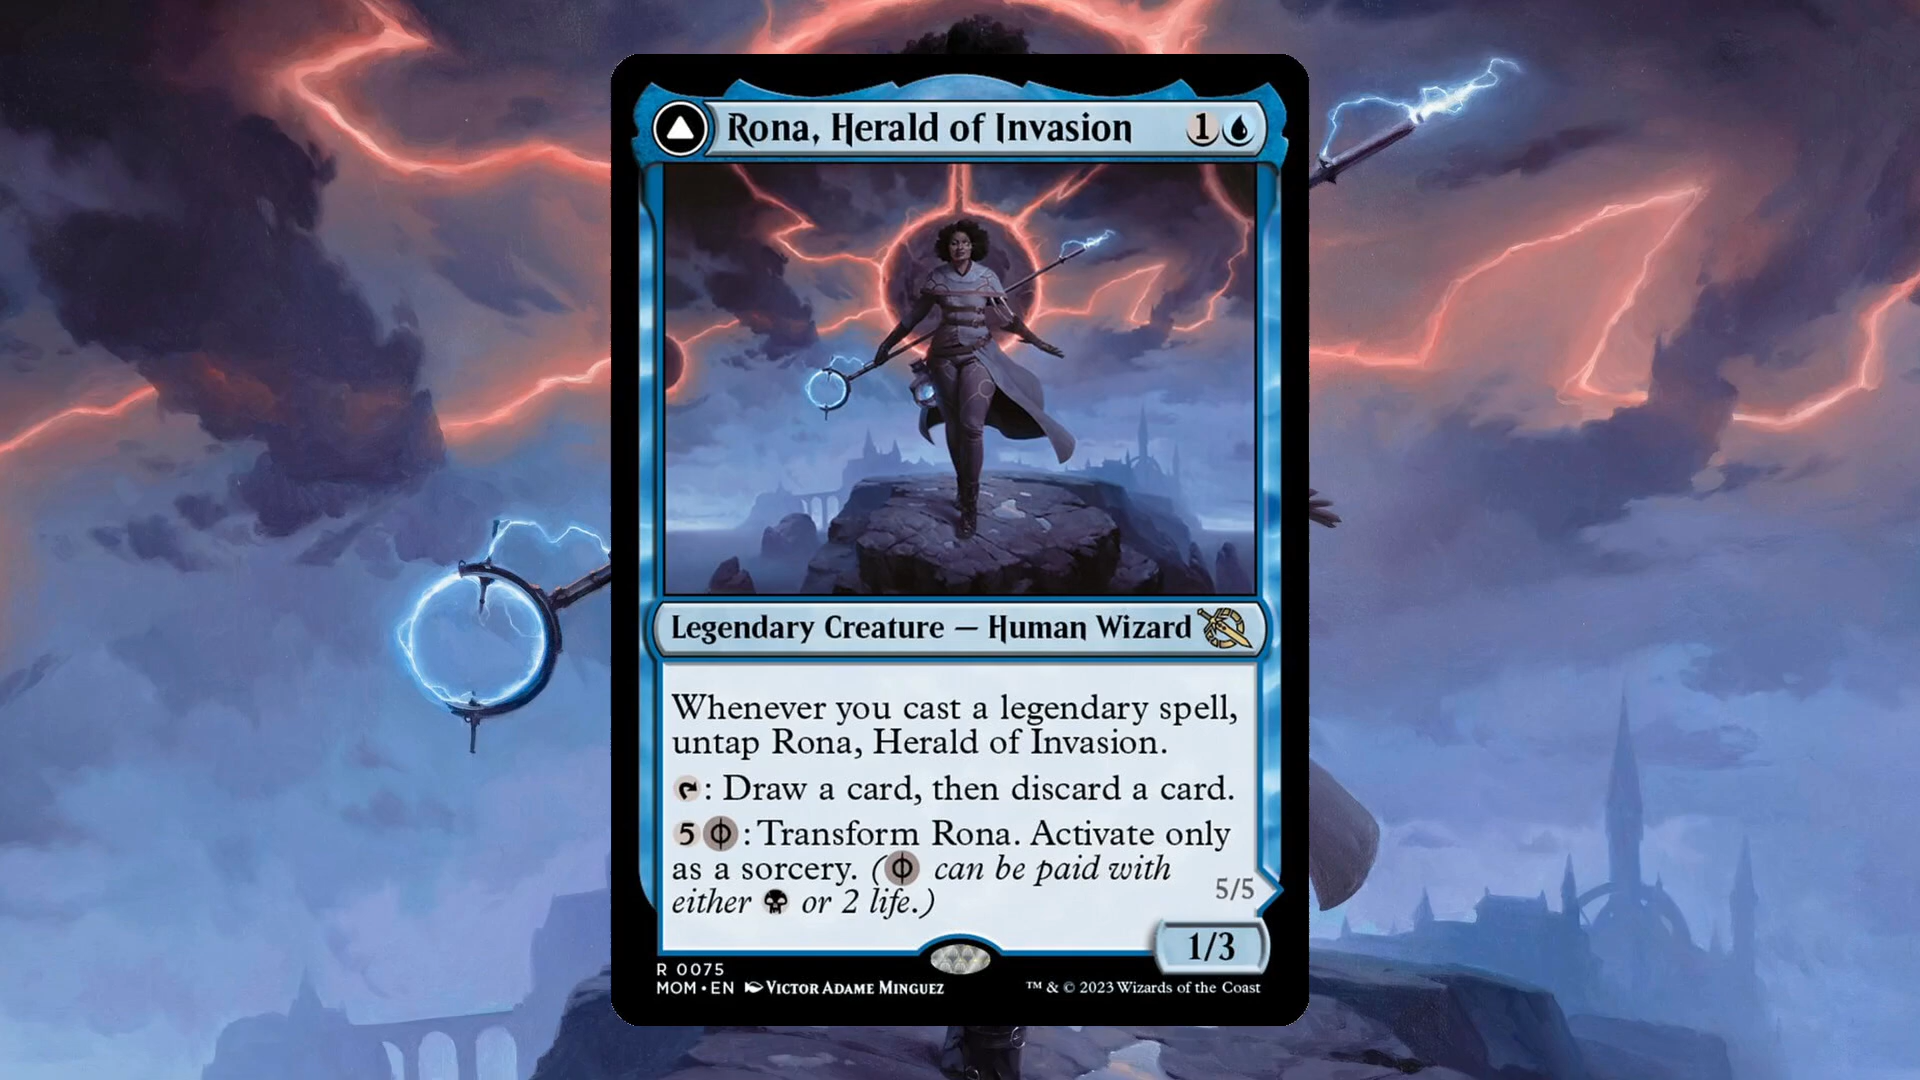 Rona, Herald of Invasion 1
Legendary Creature — Human Wizard
Whenever you cast a legendary spell,
untap Rona, Herald of Invasion.
: Draw a card, then discard a card.
5 : Transform Rona. Activate only
as a sorcery. ( can be paid with
either or 2 life.)
5/5
1/3
R 0075
MOM • EN Victor Adame Minguez
™ & © 2023 Wizards of the Coast